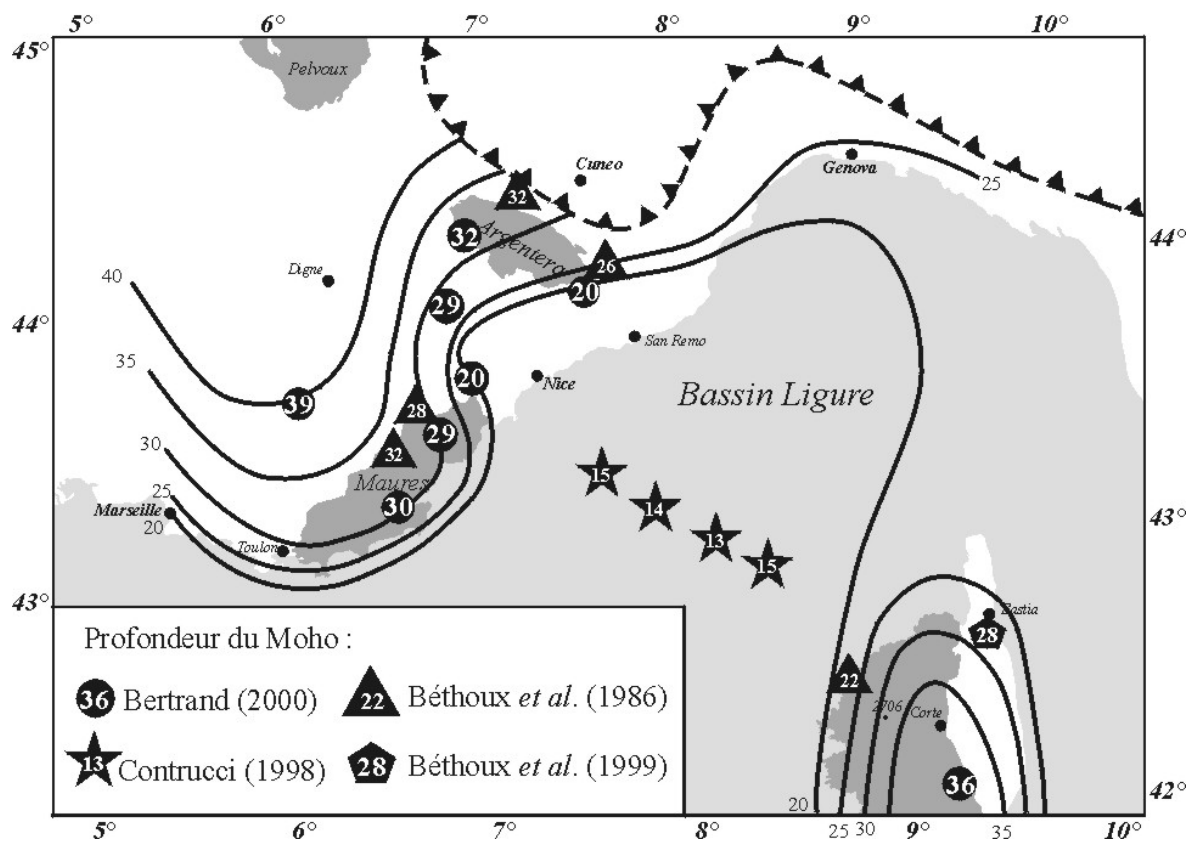 5° 6° 7° 8° 9° 10°
45°
Pelvoux
Cuneo
Genova
25
32
32
Argentera
44°
26
Digne
40
20
29
44°
San Remo
35
Nice
20
39
Bassin Ligure
28
29
30
32
Maures
15
25
30
14
43°
Marseille
20
13
Toulon
15
43°
Bastia
28
Profondeur du Moho :
22
36 Bertrand (2000)
22 Béthoux et al. (1986)
2706
Corte
13 Contrucci (1998)
28 Béthoux et al. (1999)
36
42°
20
25 30
35
5° 6° 7° 8° 9° 10°